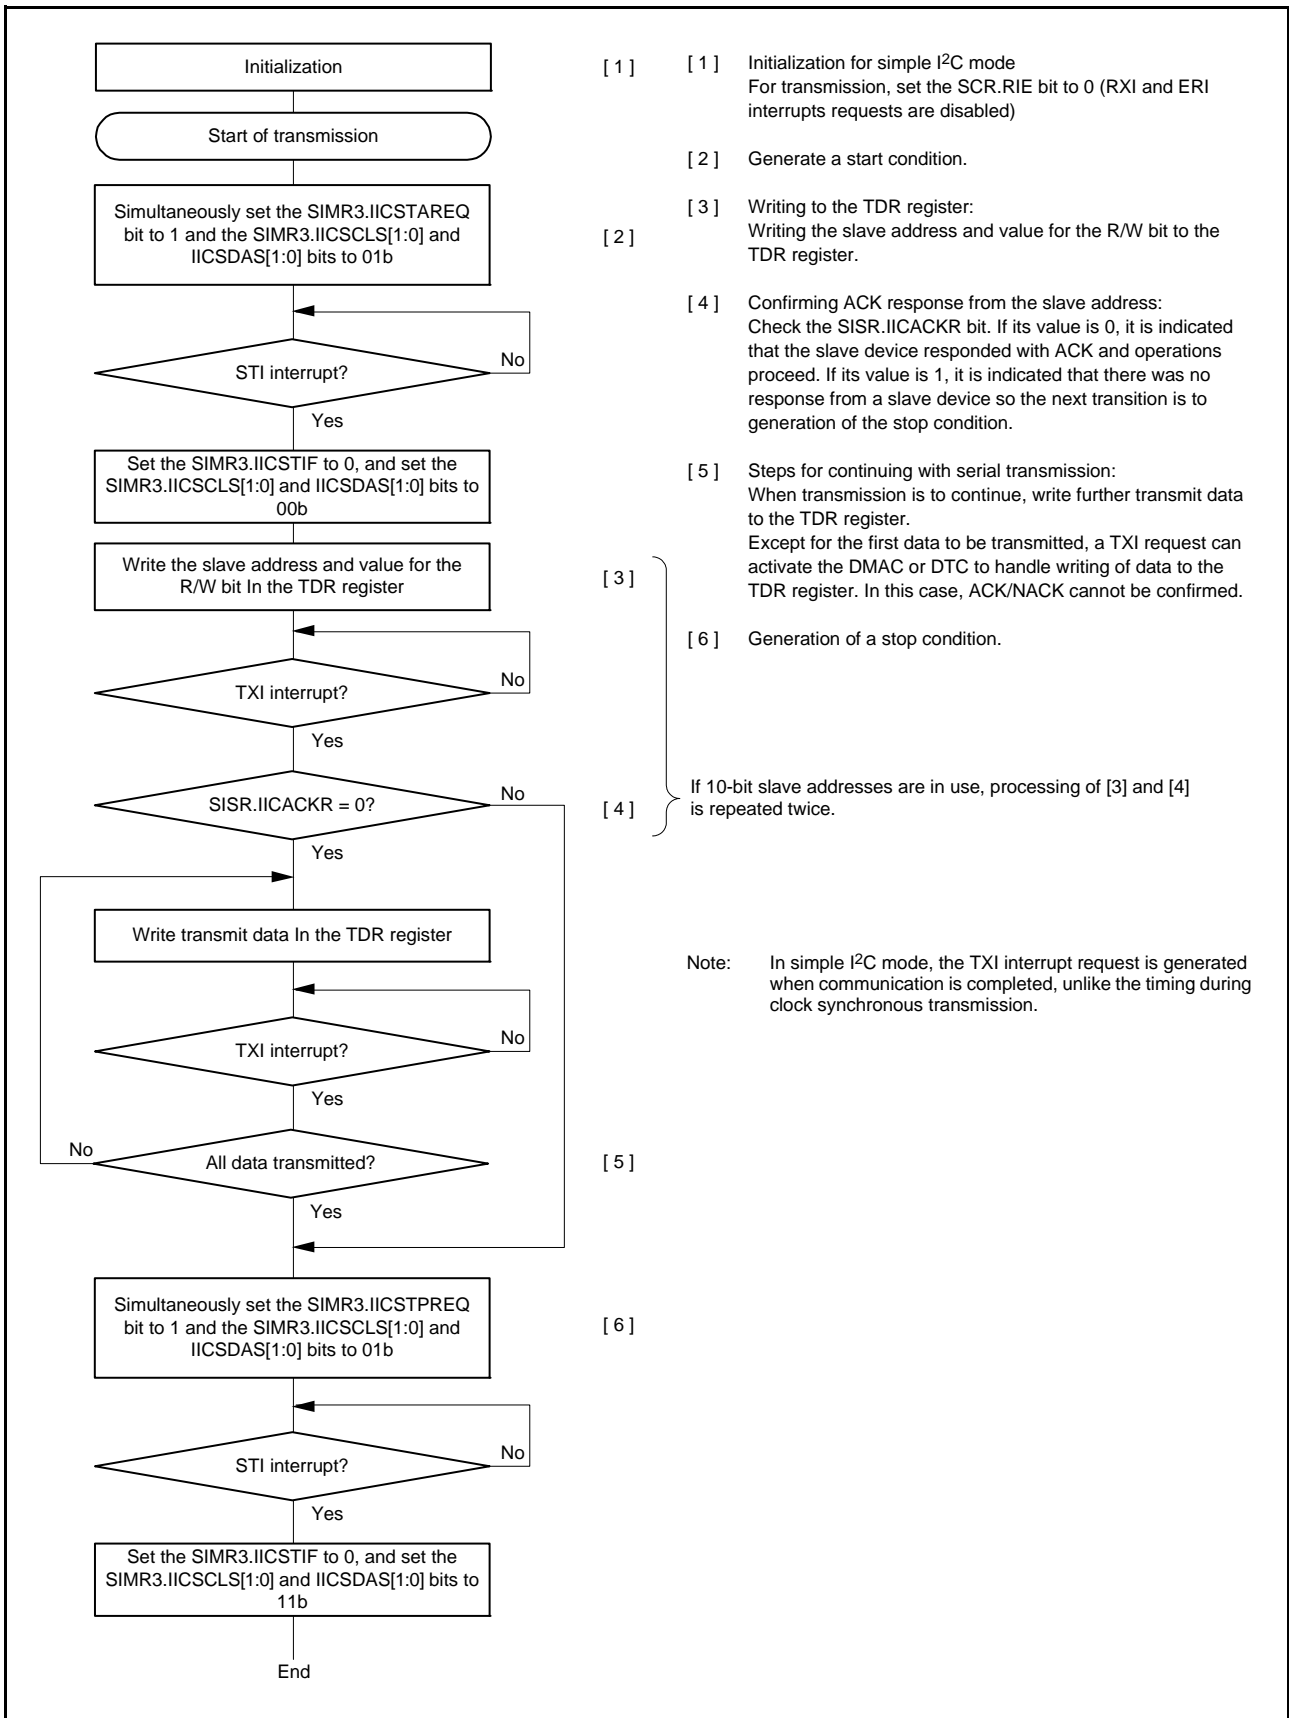 Initialization
[ 1 ]
Start of transmission
Simultaneously set the SIMR3.IICSTAREQ
bit to 1 and the SIMR3.IICSCLS[1:0] and
IICSDAS[1:0] bits to 01b
[ 2 ]
STI interrupt?
No
Yes
Set the SIMR3.IICSTIF to 0, and set the
SIMR3.IICSCLS[1:0] and IICSDAS[1:0] bits to
00b
Write the slave address and value for the
R/W bit In the TDR register
[ 3 ]
TXI interrupt?
No
Yes
SISR.IICACKR = 0?
No
[ 4 ]
Yes
Write transmit data In the TDR register
TXI interrupt?
No
Yes
All data transmitted?
No
[ 5 ]
Yes
Simultaneously set the SIMR3.IICSTPREQ
bit to 1 and the SIMR3.IICSCLS[1:0] and
IICSDAS[1:0] bits to 01b
[ 6 ]
STI interrupt?
No
Yes
Set the SIMR3.IICSTIF to 0, and set the
SIMR3.IICSCLS[1:0] and IICSDAS[1:0] bits to
11b
End
[ 1 ] Initialization for simple I2C mode
For transmission, set the SCR.RIE bit to 0 (RXI and ERI
interrupts requests are disabled)
[ 2 ] Generate a start condition.
[ 3 ] Writing to the TDR register:
Writing the slave address and value for the R/W bit to the
TDR register.
[ 4 ] Confirming ACK response from the slave address:
Check the SISR.IICACKR bit. If its value is 0, it is indicated
that the slave device responded with ACK and operations
proceed. If its value is 1, it is indicated that there was no
response from a slave device so the next transition is to
generation of the stop condition.
[ 5 ] Steps for continuing with serial transmission:
When transmission is to continue, write further transmit data
to the TDR register.
Except for the first data to be transmitted, a TXI request can
activate the DMAC or DTC to handle writing of data to the
TDR register. In this case, ACK/NACK cannot be confirmed.
[ 6 ] Generation of a stop condition.
If 10-bit slave addresses are in use, processing of [3] and [4]
is repeated twice.
Note: In simple I2C mode, the TXI interrupt request is generated
when communication is completed, unlike the timing during
clock synchronous transmission.